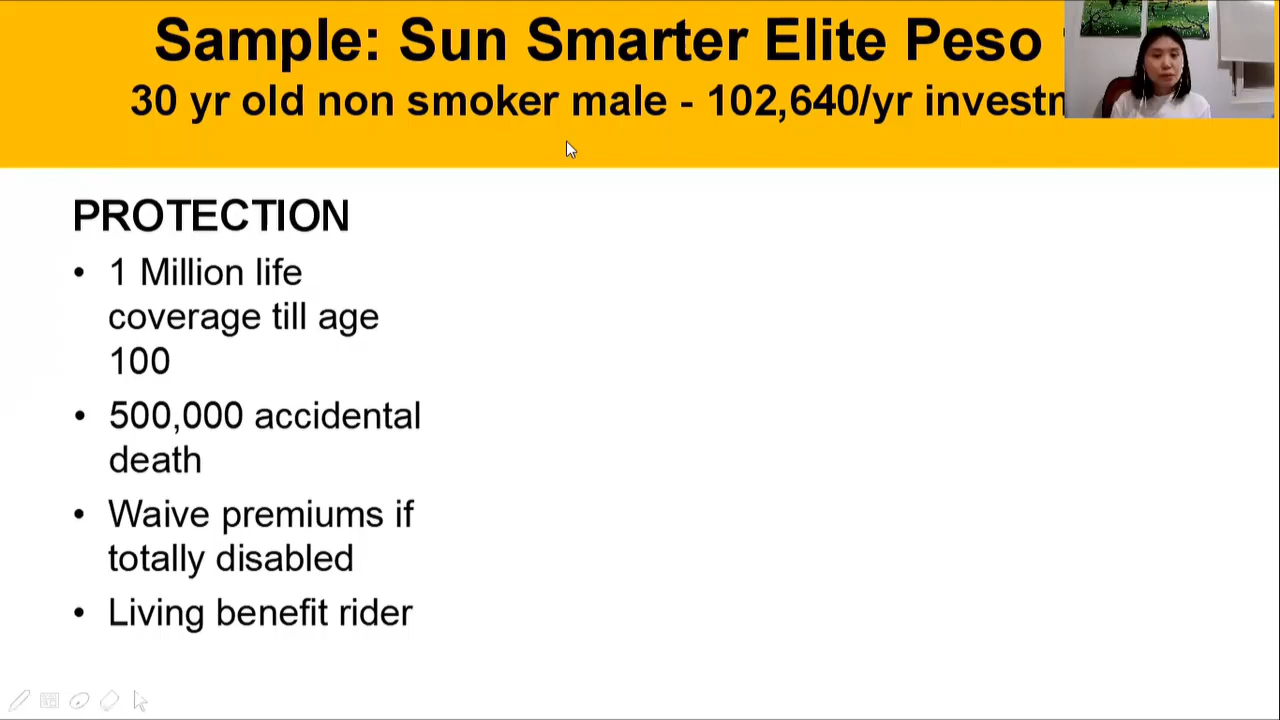 Sample: Sun Smarter Elite Peso
30 yr old non smoker male - 102,640/yr
PROTECTION
• 1 Million life
coverage till age
100
• 500,000 accidental
death
• Waive premiums if
totally disabled
• Living benefit rider